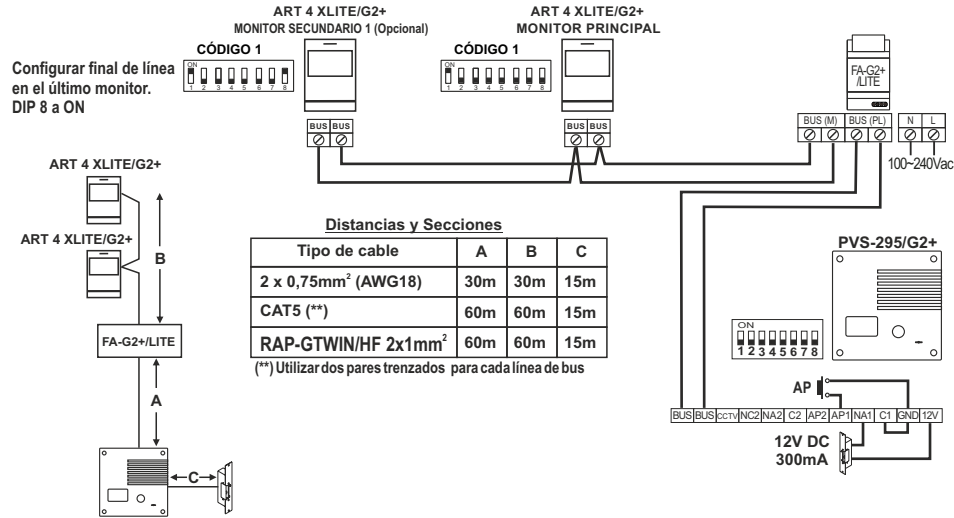 ART 4 XLITE/G2+
MONITOR SECUNDARIO 1 (Opcional)
CÓDIGO 1
ON
1 2 3 4 5 6 7 8
Configurar final de línea
en el último monitor.
DIP 8 a ON
BUS BUS
ART 4 XLITE/G2+
MONITOR PRINCIPAL
CÓDIGO 1
ON
1 2 3 4 5 6 7 8
BUS BUS
FA-G2+
/LITE
BUS (M) BUS (PL) N L
100~240Vac
ART 4 XLITE/G2+
ART 4 XLITE/G2+
B
FA-G2+/LITE
A
C
Distancias y Secciones
Tipo de cable A B C
2 x 0,75mm² (AWG18) 30m 30m 15m
CAT5 (**) 60m 60m 15m
RAP-GTWIN/HF 2x1mm² 60m 60m 15m
(**) Utilizar dos pares trenzados para cada línea de bus
PVS-295/G2+
ON
1 2 3 4 5 6 7 8
AP
BUS BUS CCTV NC2 NA2 C2 AP2 AP1 NA1 C1 GND 12V
12V DC
300mA